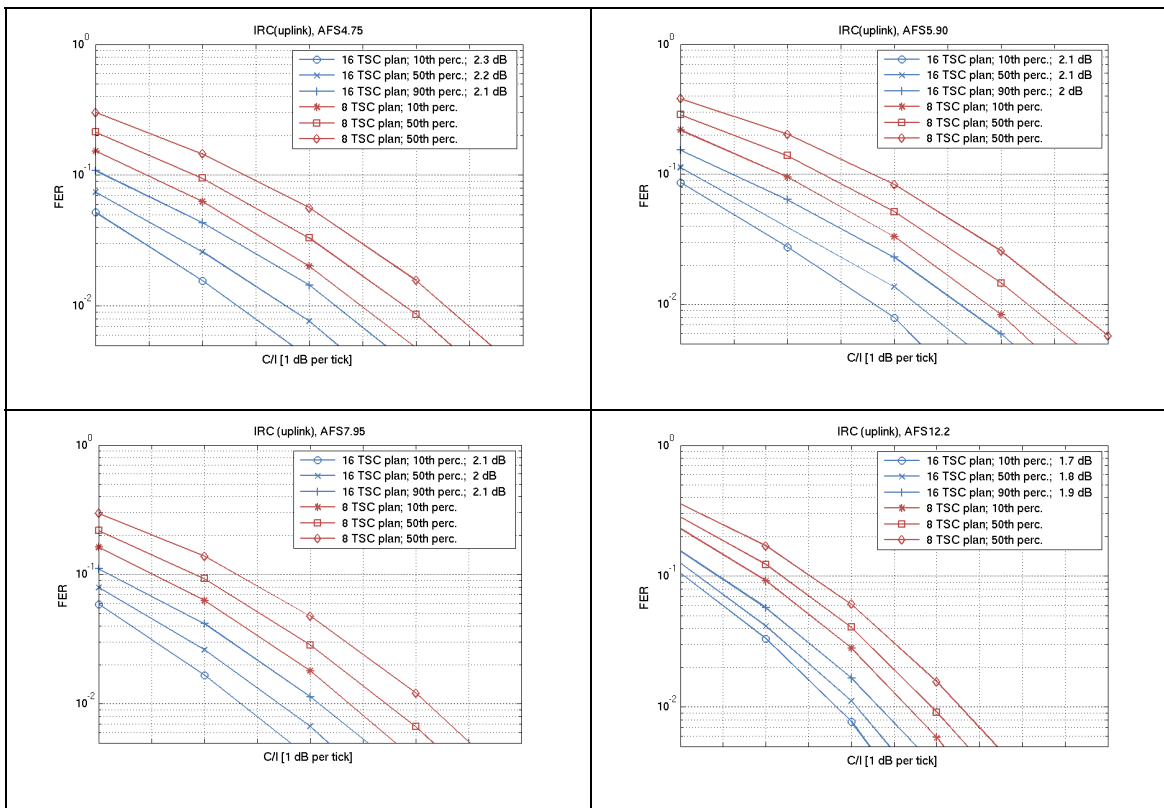 IRC(uplink), AFS4.75
10^0
16 TSC plan; 10th perc.; 2.3 dB
16 TSC plan; 50th perc.; 2.2 dB
16 TSC plan; 90th perc.; 2.1 dB
8 TSC plan; 10th perc.
8 TSC plan; 50th perc.
8 TSC plan; 50th perc.
10^-1
FER
10^-2
C/I [1 dB per tick]
IRC(uplink), AFS5.90
10^0
16 TSC plan; 10th perc.; 2.1 dB
16 TSC plan; 50th perc.; 2.1 dB
16 TSC plan; 90th perc.; 2 dB
8 TSC plan; 10th perc.
8 TSC plan; 50th perc.
8 TSC plan; 50th perc.
10^-1
FER
10^-2
C/I [1 dB per tick]
IRC (uplink), AFS7.95
10^0
16 TSC plan; 10th perc.; 2.1 dB
16 TSC plan; 50th perc.; 2 dB
16 TSC plan; 90th perc.; 2.1 dB
8 TSC plan; 10th perc.
8 TSC plan; 50th perc.
8 TSC plan; 50th perc.
10^-1
FER
10^-2
C/I [1 dB per tick]
IRC (uplink), AFS12.2
10^0
16 TSC plan; 10th perc.; 1.7 dB
16 TSC plan; 50th perc.; 1.8 dB
16 TSC plan; 90th perc.; 1.9 dB
8 TSC plan; 10th perc.
8 TSC plan; 50th perc.
8 TSC plan; 50th perc.
10^-1
FER
10^-2
C/I [1 dB per tick]